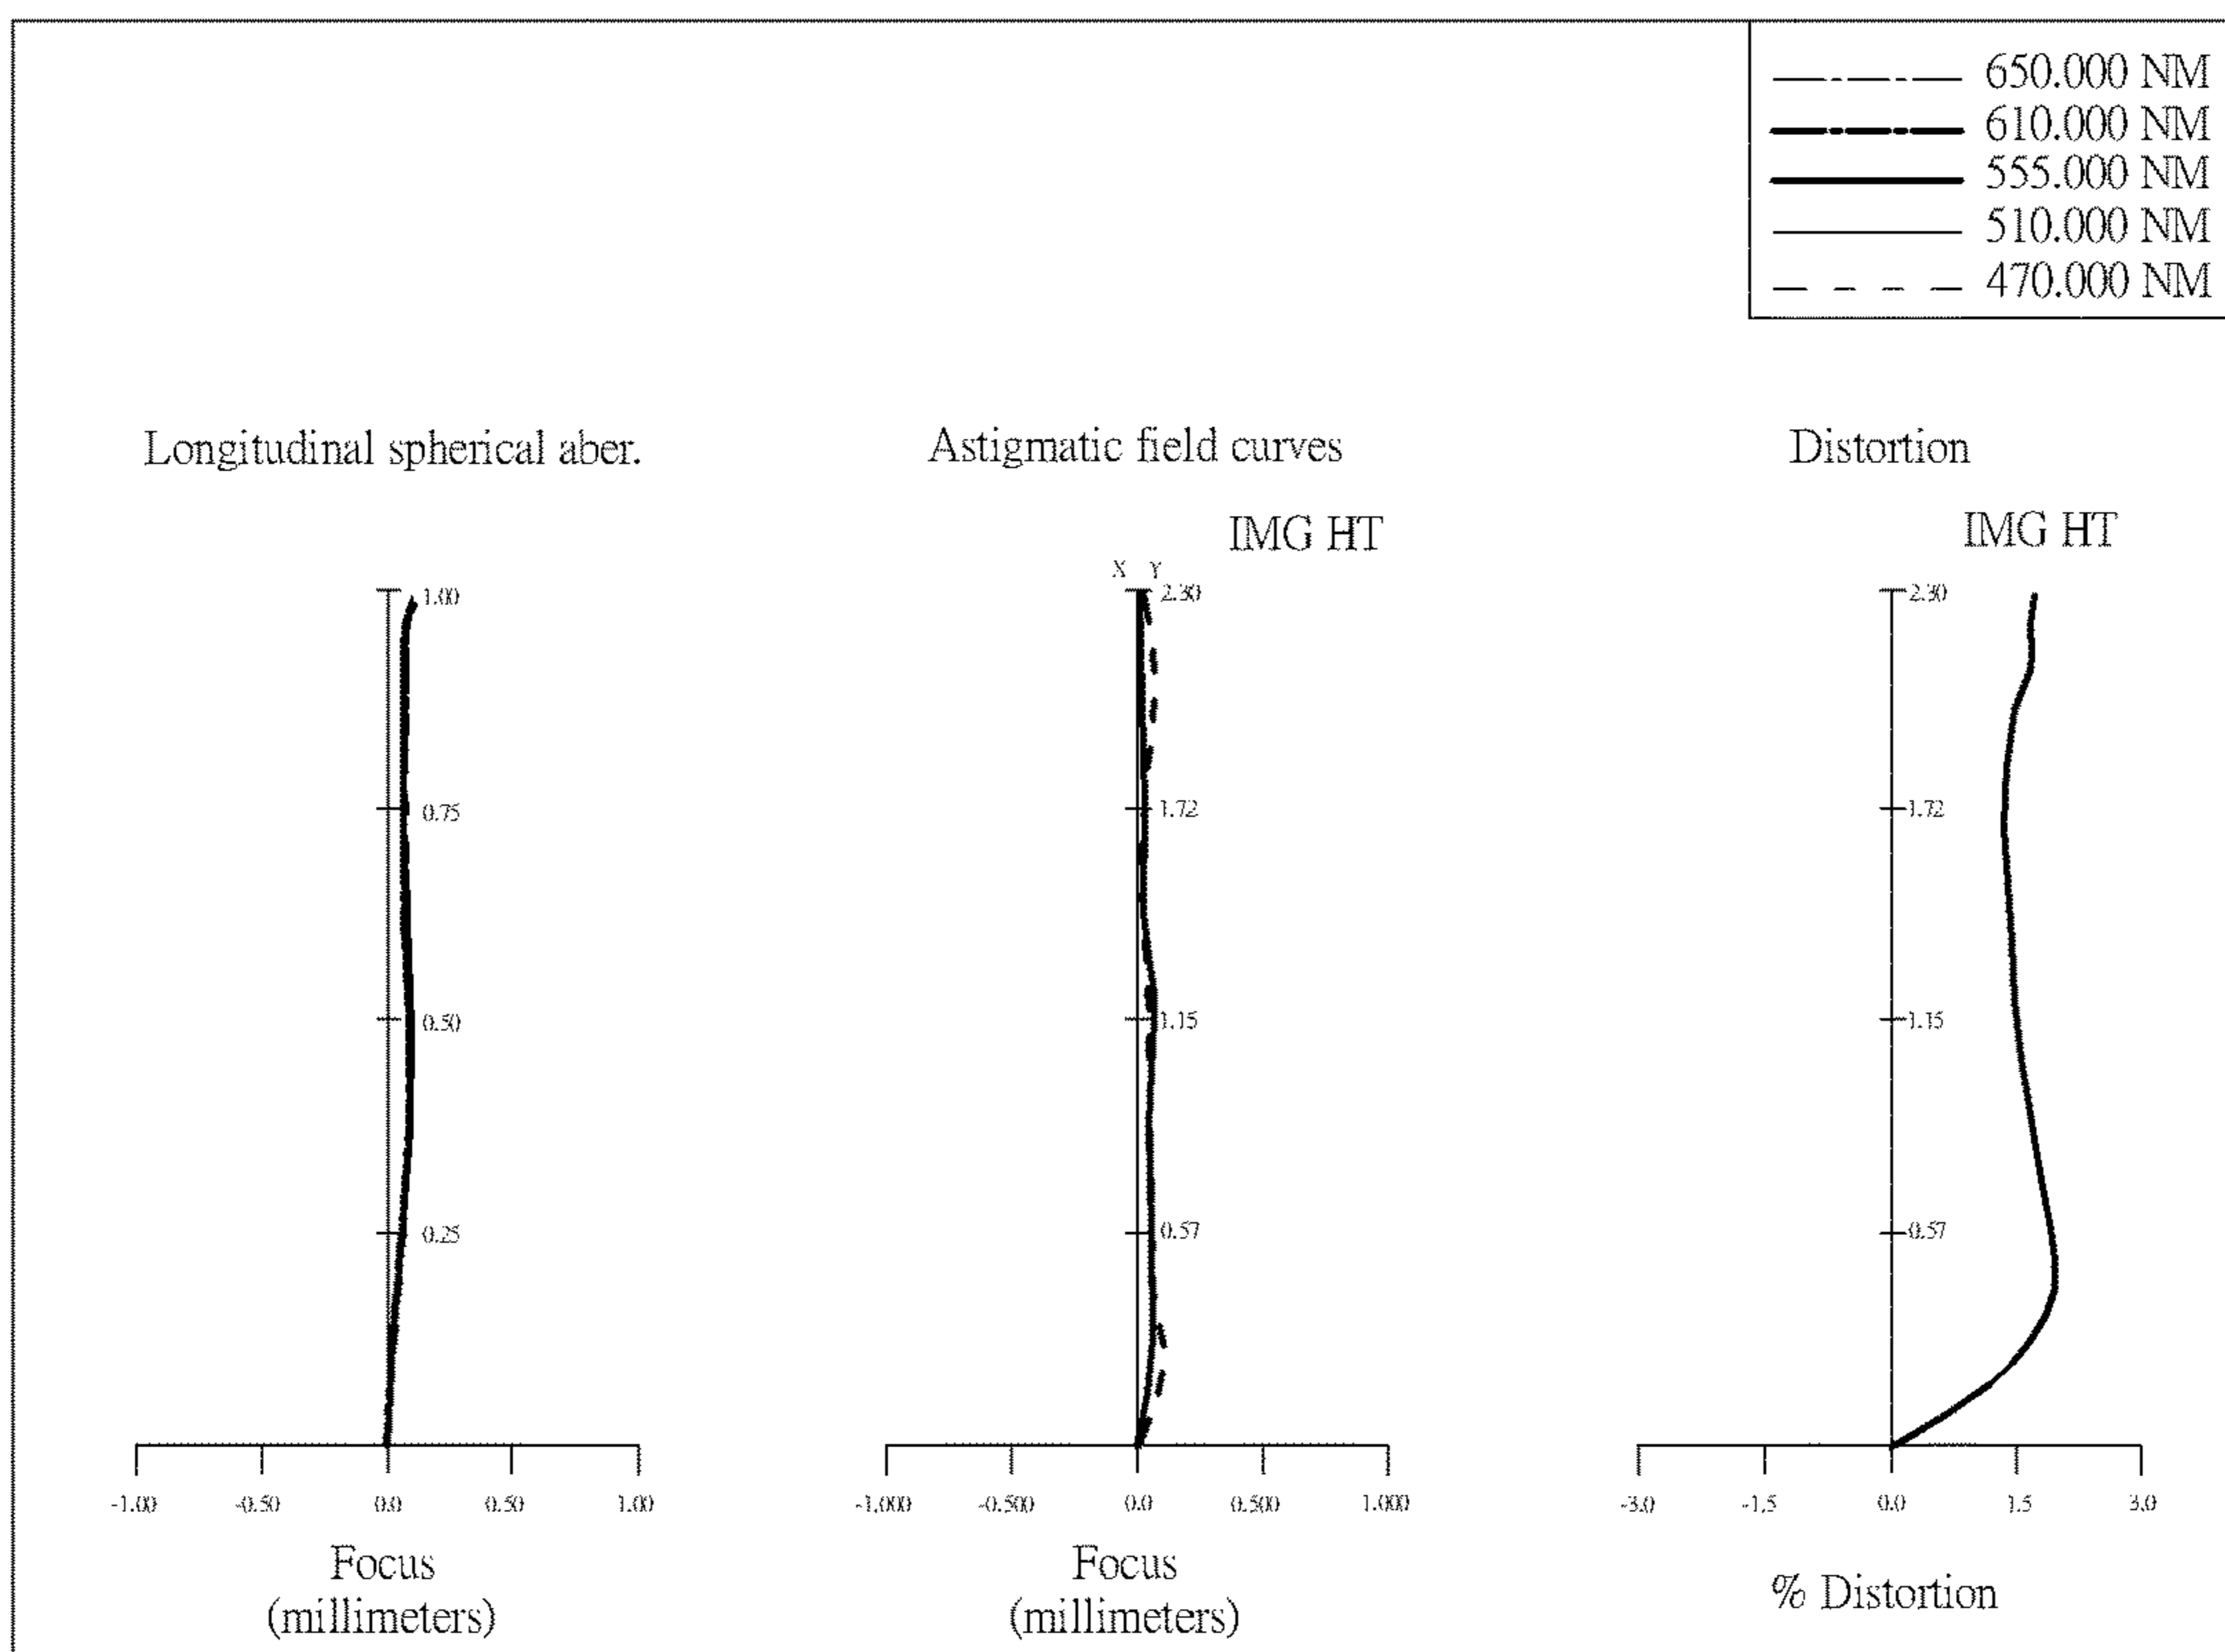 650.000 NM
610.000 NM
555.000 NM
510.000 NM
470.000 NM
Longitudinal spherical aber.
Astigmatic field curves
Distortion
IMG HT
IMG HT
X Y
1.00
0.75
0.50
0.25
2.30
1.72
1.15
0.57
2.30
1.72
1.15
0.57
-1.00 -0.50 0.0 0.50 1.00
-1.000 -0.500 0.0 0.500 1.000
-3.0 -1.5 0.0 1.5 3.0
Focus
(millimeters)
Focus
(millimeters)
% Distortion